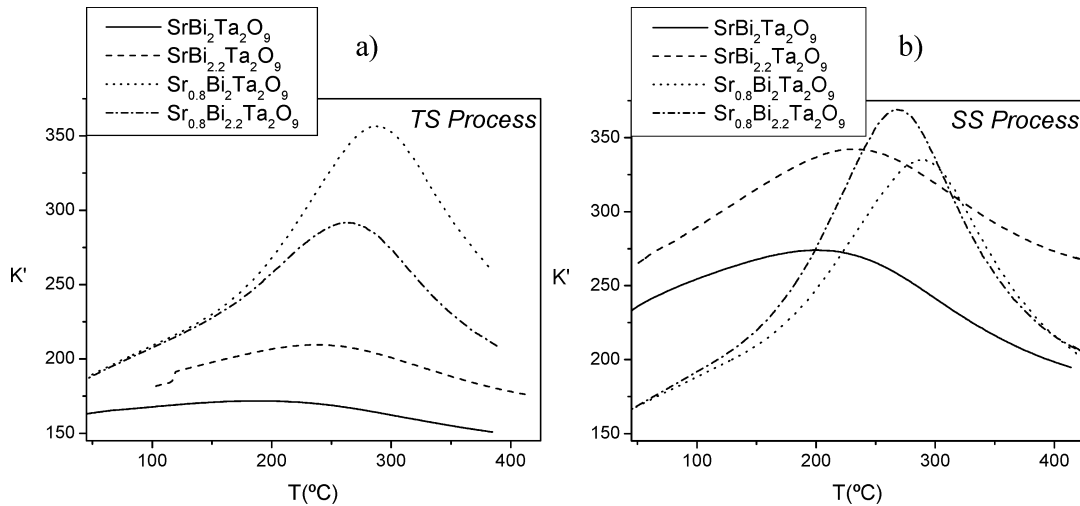 SrBi₂Ta₂O₉
SrBi₂.₂Ta₂O₉
Sr₀.₈Bi₂Ta₂O₉
Sr₀.₈Bi₂.₂Ta₂O₉
a)
TS Process
350
300
250
200
150
K'
100
200
300
400
T(ºC)
SrBi₂Ta₂O₉
SrBi₂.₂Ta₂O₉
Sr₀.₈Bi₂Ta₂O₉
Sr₀.₈Bi₂.₂Ta₂O₉
b)
SS Process
350
300
250
200
150
K'
100
200
300
400
T(ºC)